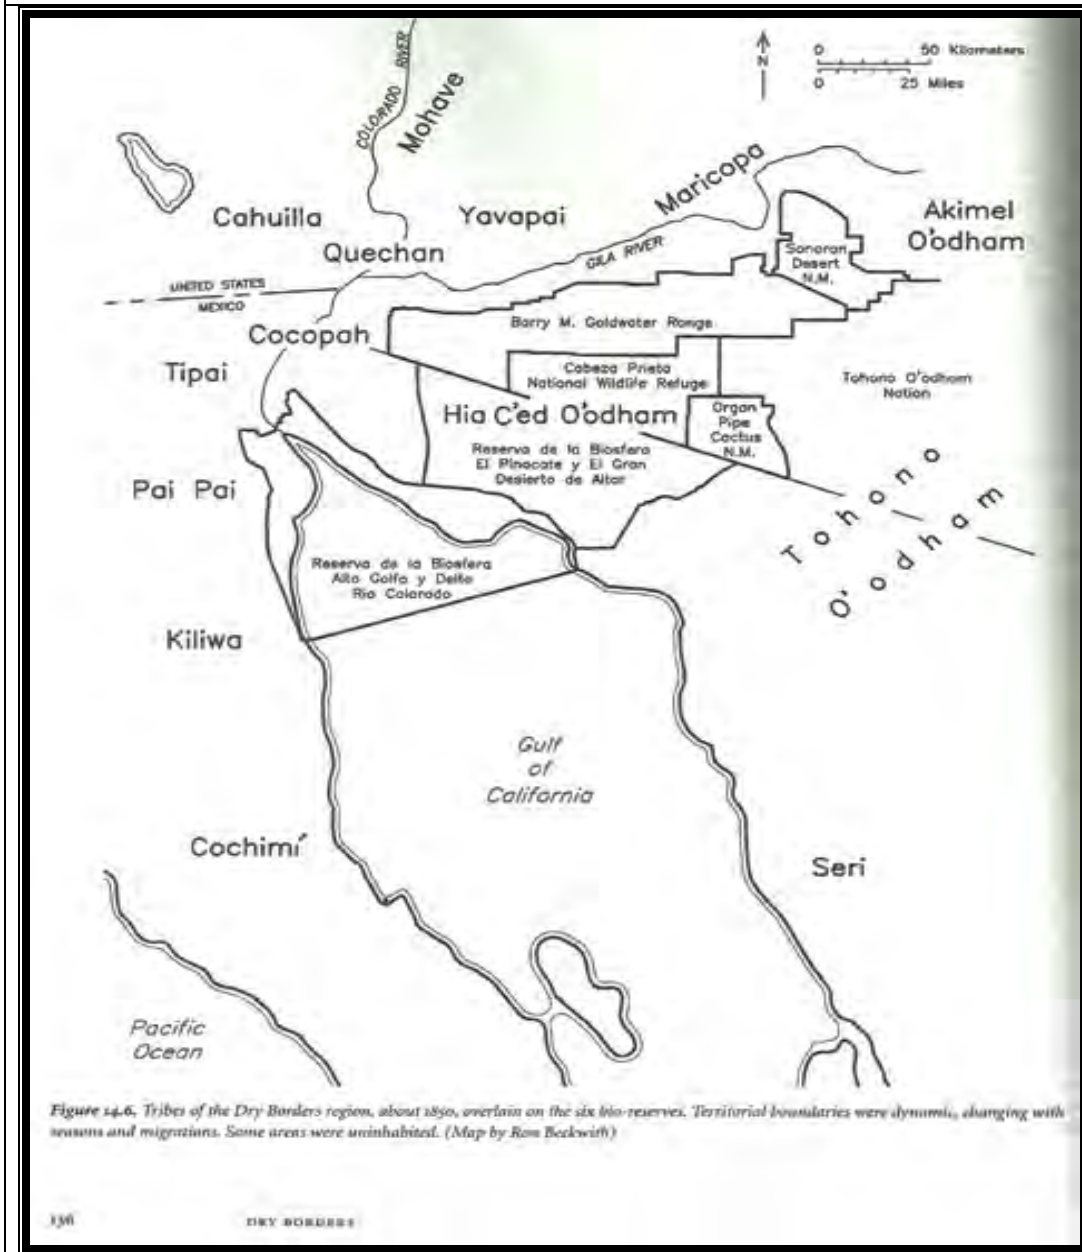 N
0 50 Kilometers
0 25 Miles
COLORADO RIVER
Mohave
Maricopa
Cahuilla
Yavapai
Akimel
O'odham
Quechan
GILA RIVER
Sonoran
Desert
N.M.
UNITED STATES
MEXICO
Cocopah
Barry M. Goldwater Range
Tipai
Cabeza Prieta
National Wildlife Refuge
Tohono O'odham
Nation
Hia C'ed O'odham
Organ
Pipe
Cactus
N.M.
Reserva de la Biosfera
El Pinacate y El Gran
Desierto de Altar
Pai Pai
Tohono
O'odham
Reserva de la Biosfera
Alto Golfo y Delta
Rio Colorado
Kiliwa
Gulf
of
California
Cochimí
Seri
Pacific
Ocean
Figure 14.6. Tribes of the Dry Borders region, about 1850, overlain on the six bio-reserves. Territorial boundaries were dynamic, changing with
seasons and migrations. Some areas were uninhabited. (Map by Ron Beckwith)
DRY BORDERS